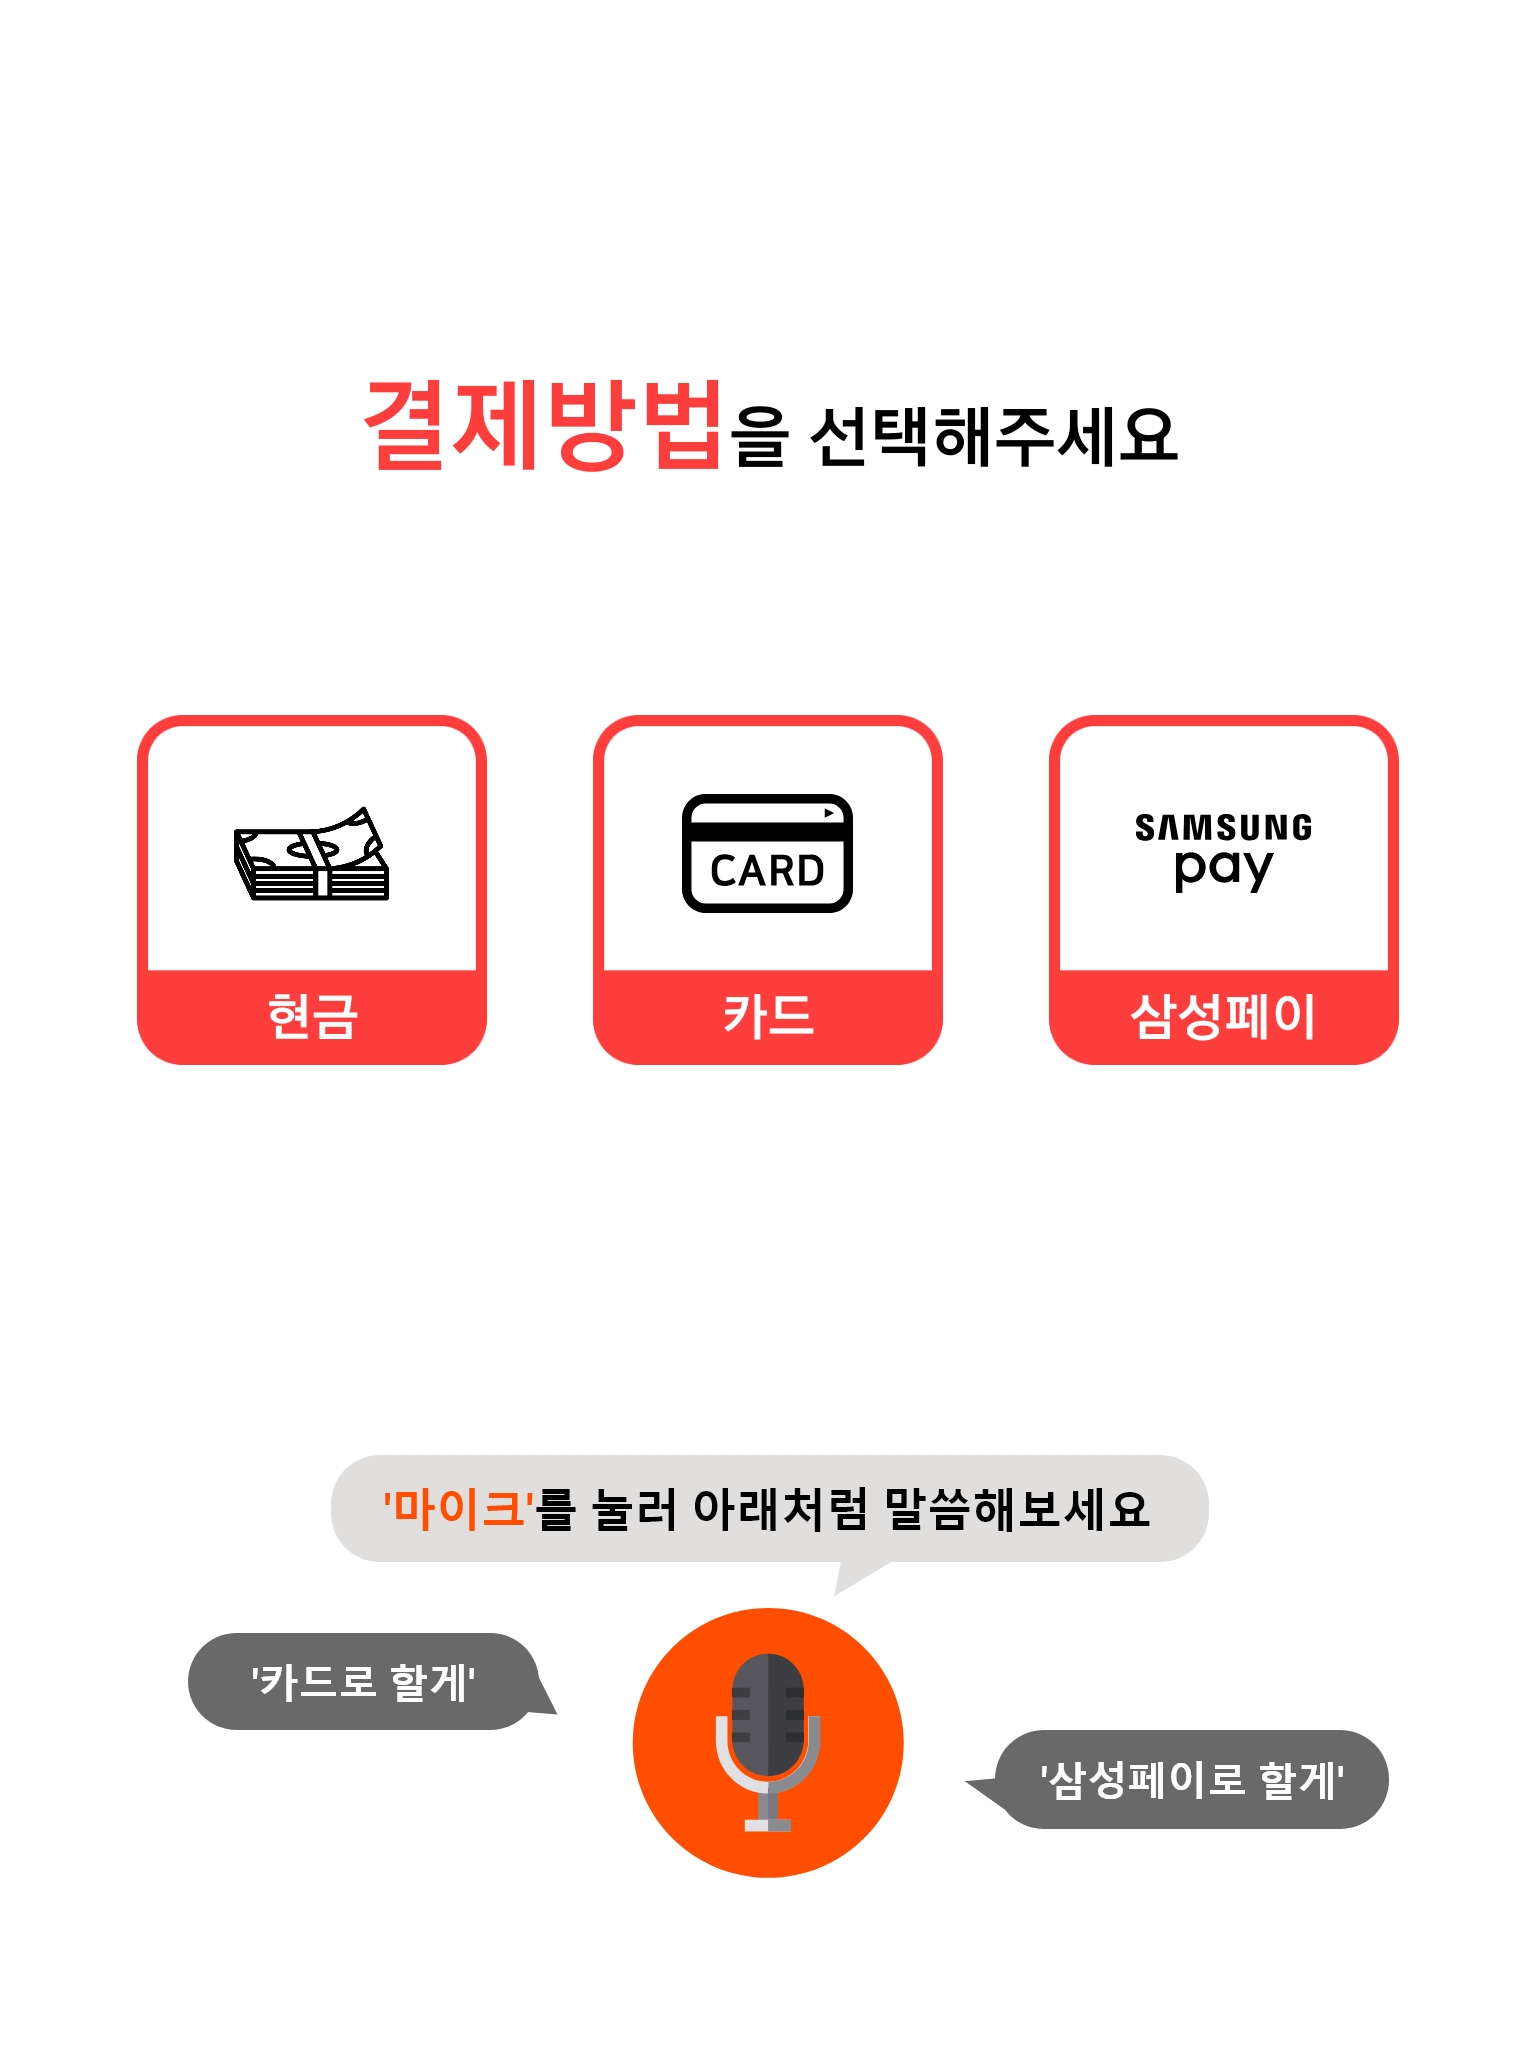 결제방법을 선택해주세요
CARD
SAMSUNG
pay
현금
카드
삼성페이
'마이크'를 눌러 아래처럼 말씀해보세요
'카드로 할게'
'삼성페이로 할게'